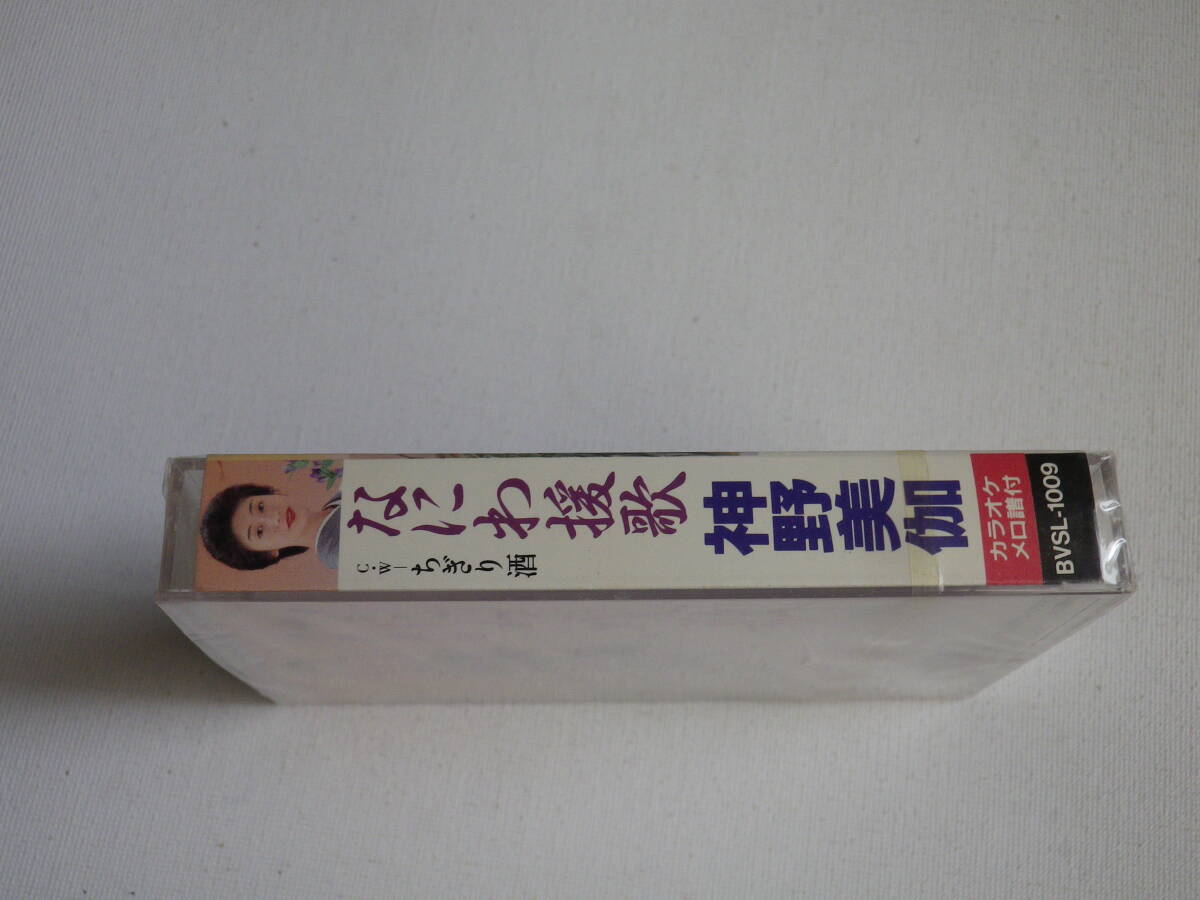 なにわ援歌
C・W─ちぎり酒
神野美伽
カラオケ
メロ譜付
BVSL-1009